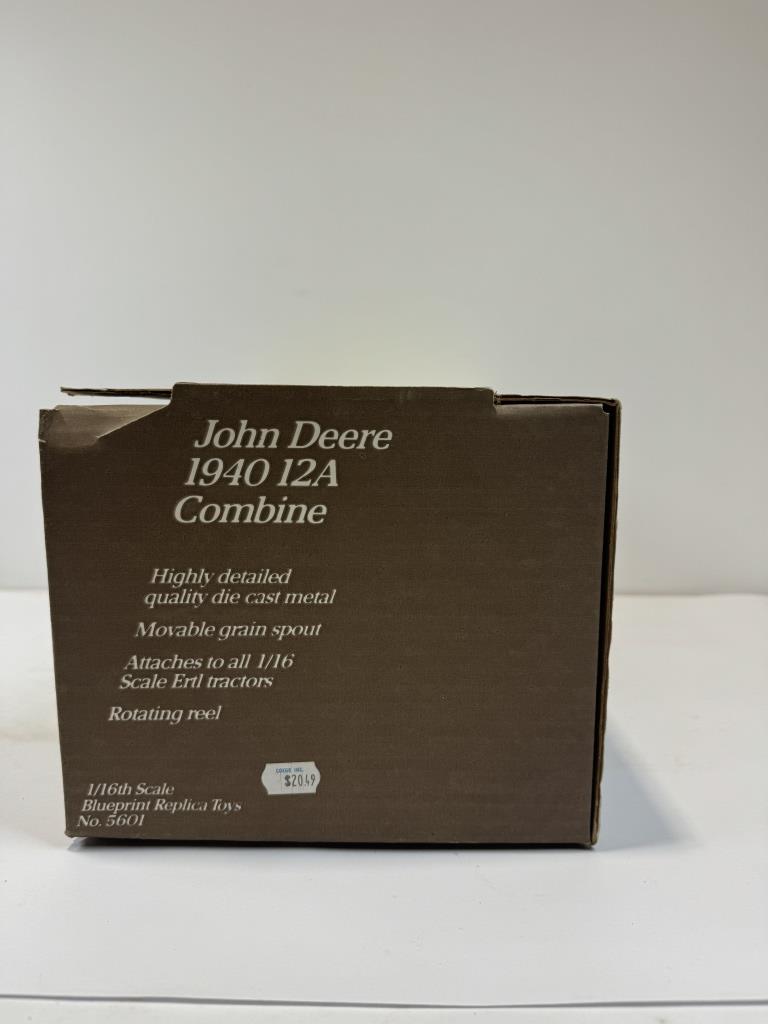 John Deere
1940 12A
Combine
Highly detailed
quality die cast metal
Movable grain spout
Attaches to all 1/16
Scale Ertl tractors
Rotating reel
$20.49
1/16th Scale
Blueprint Replica Toys
No. 5601